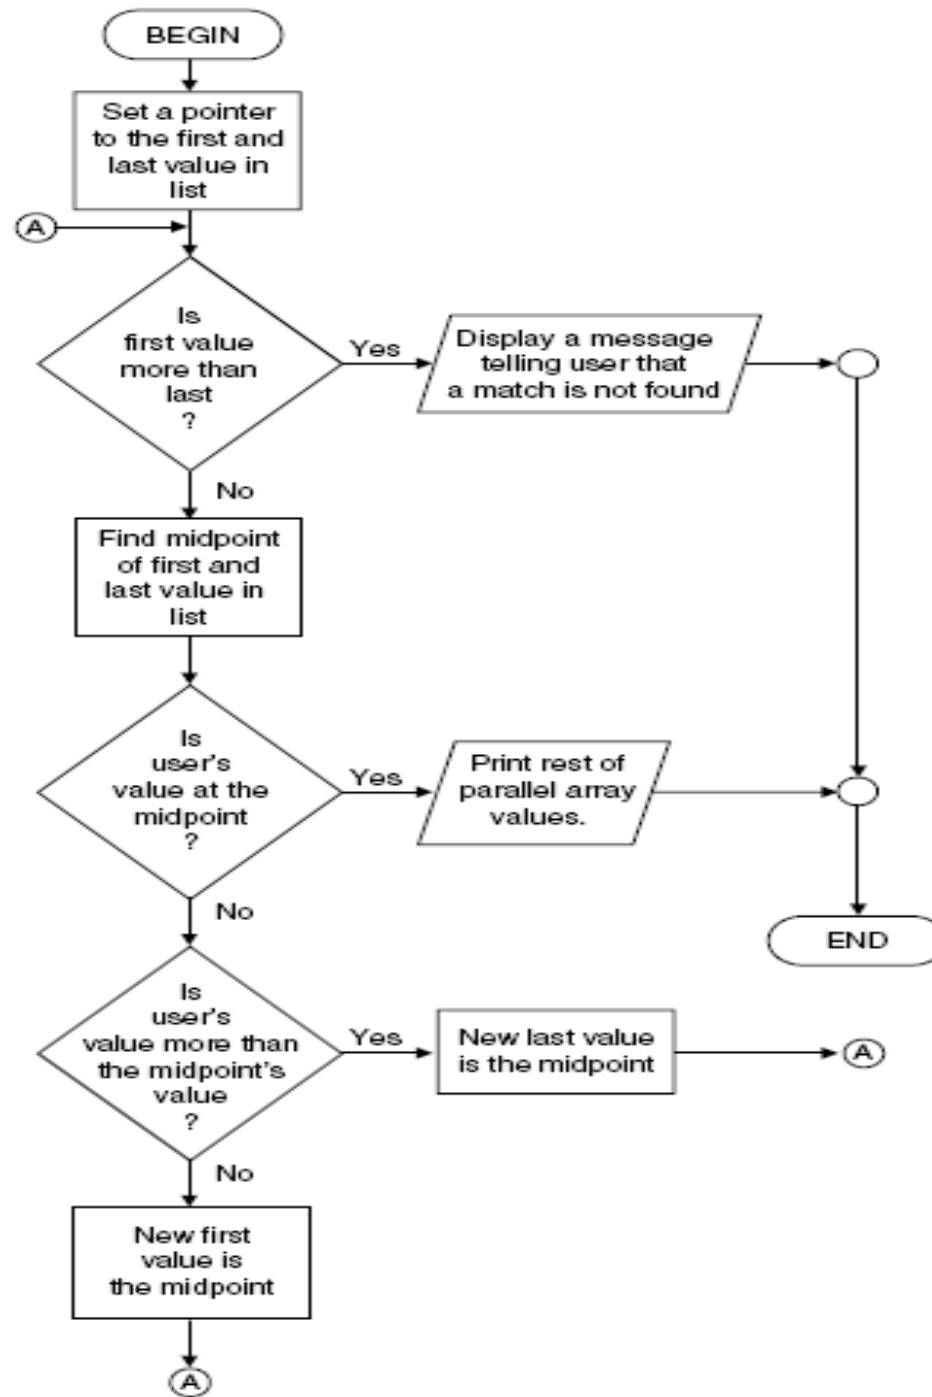 BEGIN
Set a pointer
to the first and
last value in
list
A
Is
first value
more than
last
?
Yes
Display a message
telling user that
a match is not found
No
Find midpoint
of first and
last value in
list
Is
user's
value at the
midpoint
?
Yes
Print rest of
parallel array
values.
No
END
Is
user's
value more than
the midpoint's
value
?
Yes
New last value
is the midpoint
A
No
New first
value is
the midpoint
A